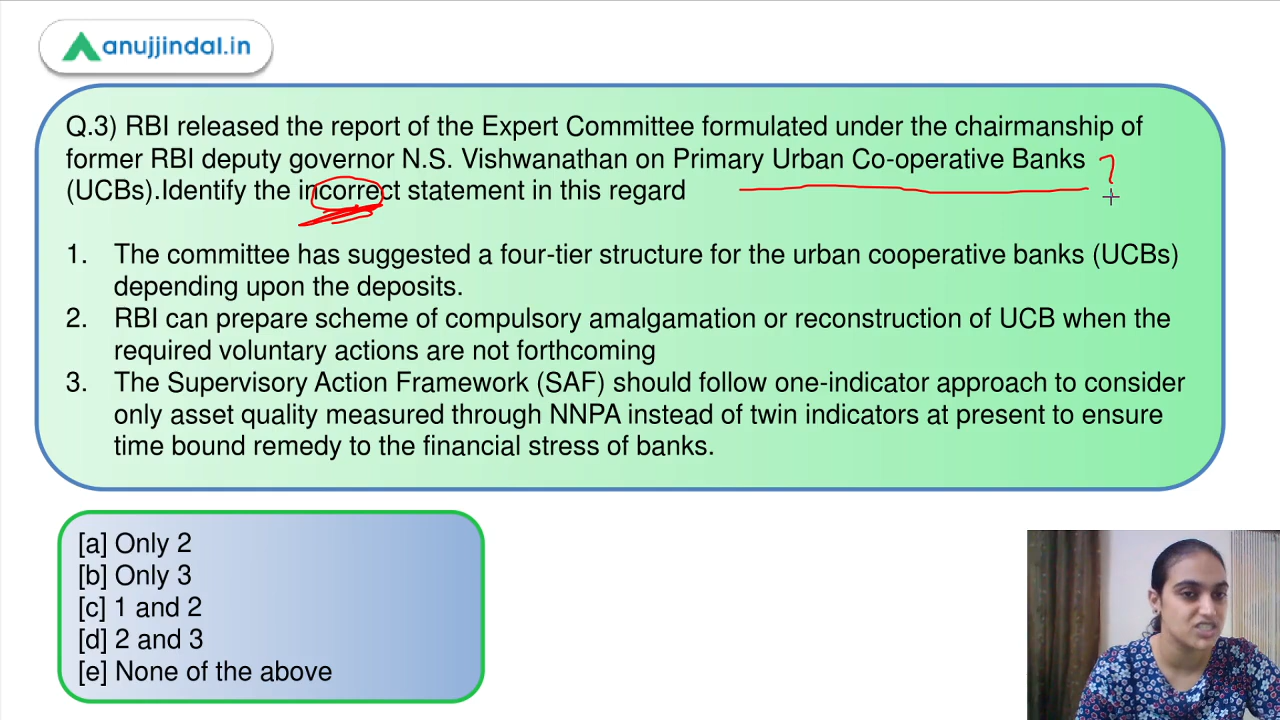 anujjindal.in
Q.3) RBI released the report of the Expert Committee formulated under the chairmanship of
former RBI deputy governor N.S. Vishwanathan on Primary Urban Co-operative Banks
(UCBs).Identify the incorrect statement in this regard
1. The committee has suggested a four-tier structure for the urban cooperative banks (UCBs)
depending upon the deposits.
2. RBI can prepare scheme of compulsory amalgamation or reconstruction of UCB when the
required voluntary actions are not forthcoming
3. The Supervisory Action Framework (SAF) should follow one-indicator approach to consider
only asset quality measured through NNPA instead of twin indicators at present to ensure
time bound remedy to the financial stress of banks.
[a] Only 2
[b] Only 3
[c] 1 and 2
[d] 2 and 3
[e] None of the above